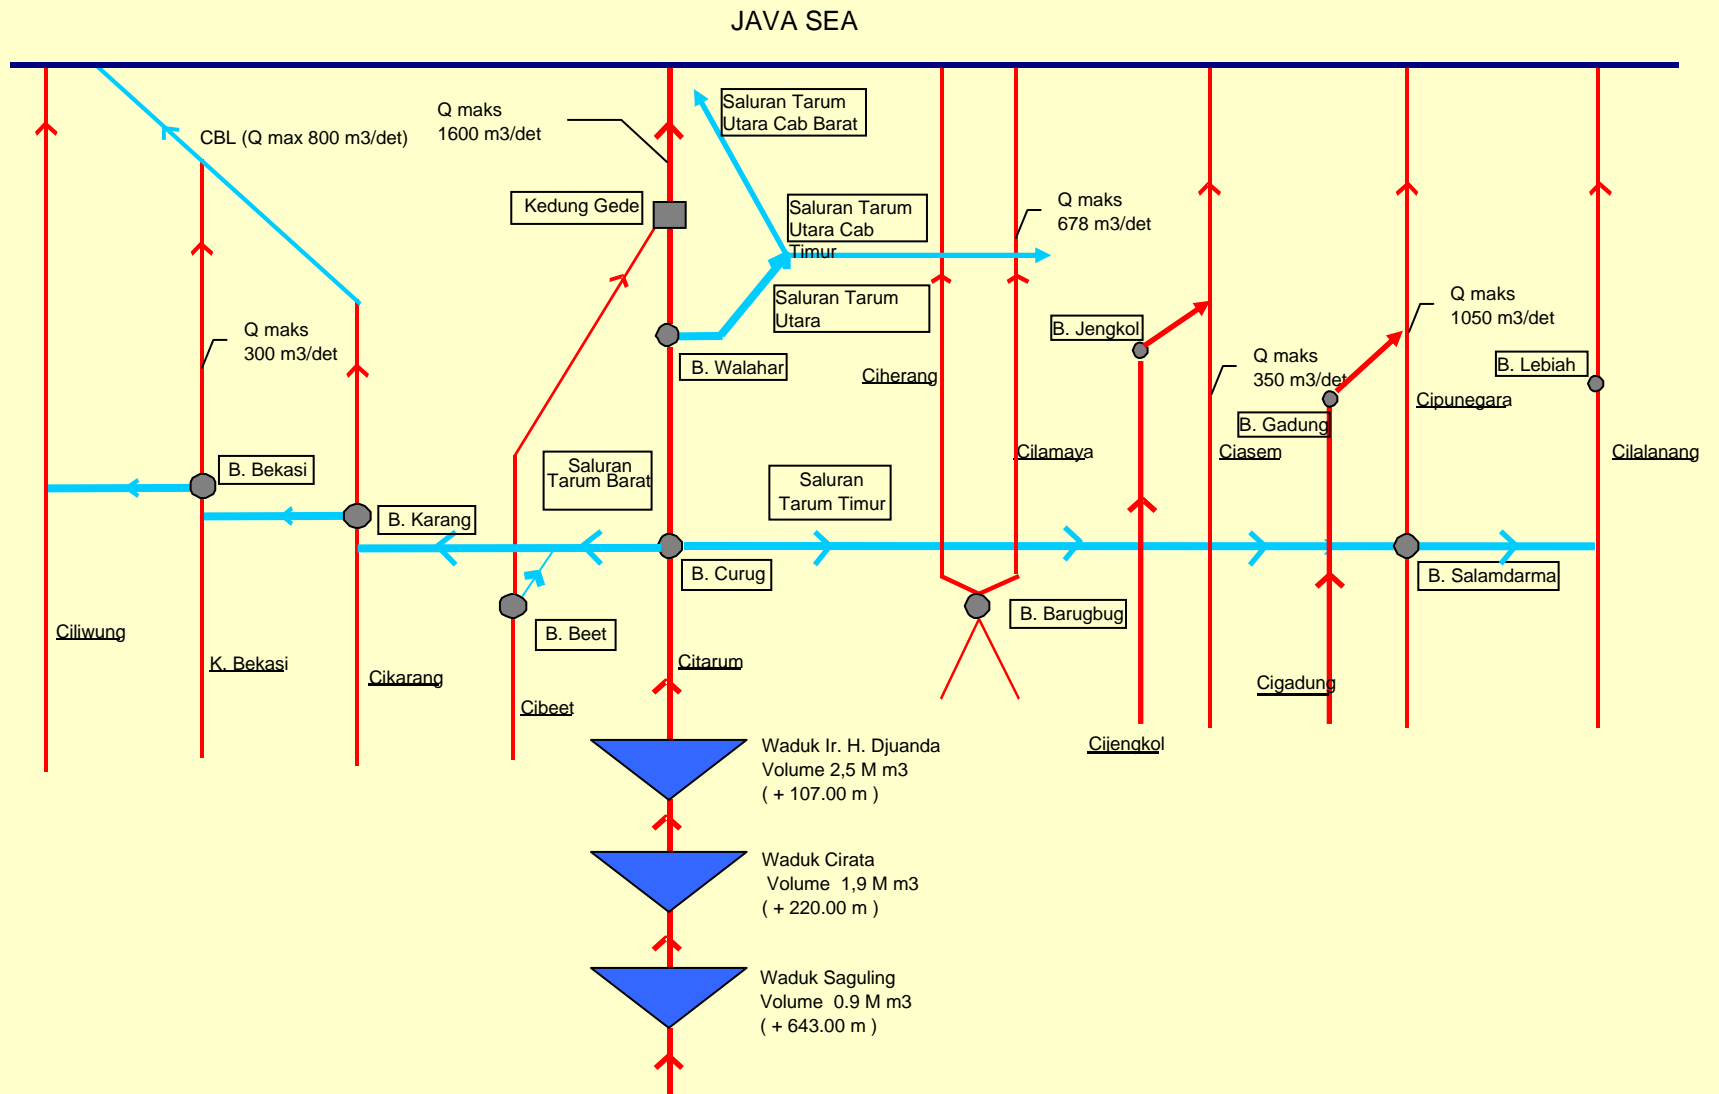 JAVA SEA
Q maks
1600 m3/det
CBL (Q max 800 m3/det)
Saluran Tarum
Utara Cab Barat
Kedung Gede
Saluran Tarum
Utara Cab
Timur
Q maks
678 m3/det
Saluran Tarum
Utara
Q maks
300 m3/det
B. Walahar
Ciherang
B. Jengkol
Q maks
350 m3/det
Q maks
1050 m3/det
B. Lebiah
Cipunegara
B. Gadung
Cilamaya
Ciasem
Cilalanang
B. Bekasi
Saluran
Tarum Barat
Saluran
Tarum Timur
B. Karang
B. Curug
B. Salamdarma
B. Beet
B. Barugbug
Ciliwung
K. Bekasi
Cikarang
Cibeet
Citarum
Cigadung
Cijengkol
Waduk Ir. H. Djuanda
Volume 2,5 M m3
( + 107.00 m )
Waduk Cirata
Volume 1,9 M m3
( + 220.00 m )
Waduk Saguling
Volume 0.9 M m3
( + 643.00 m )